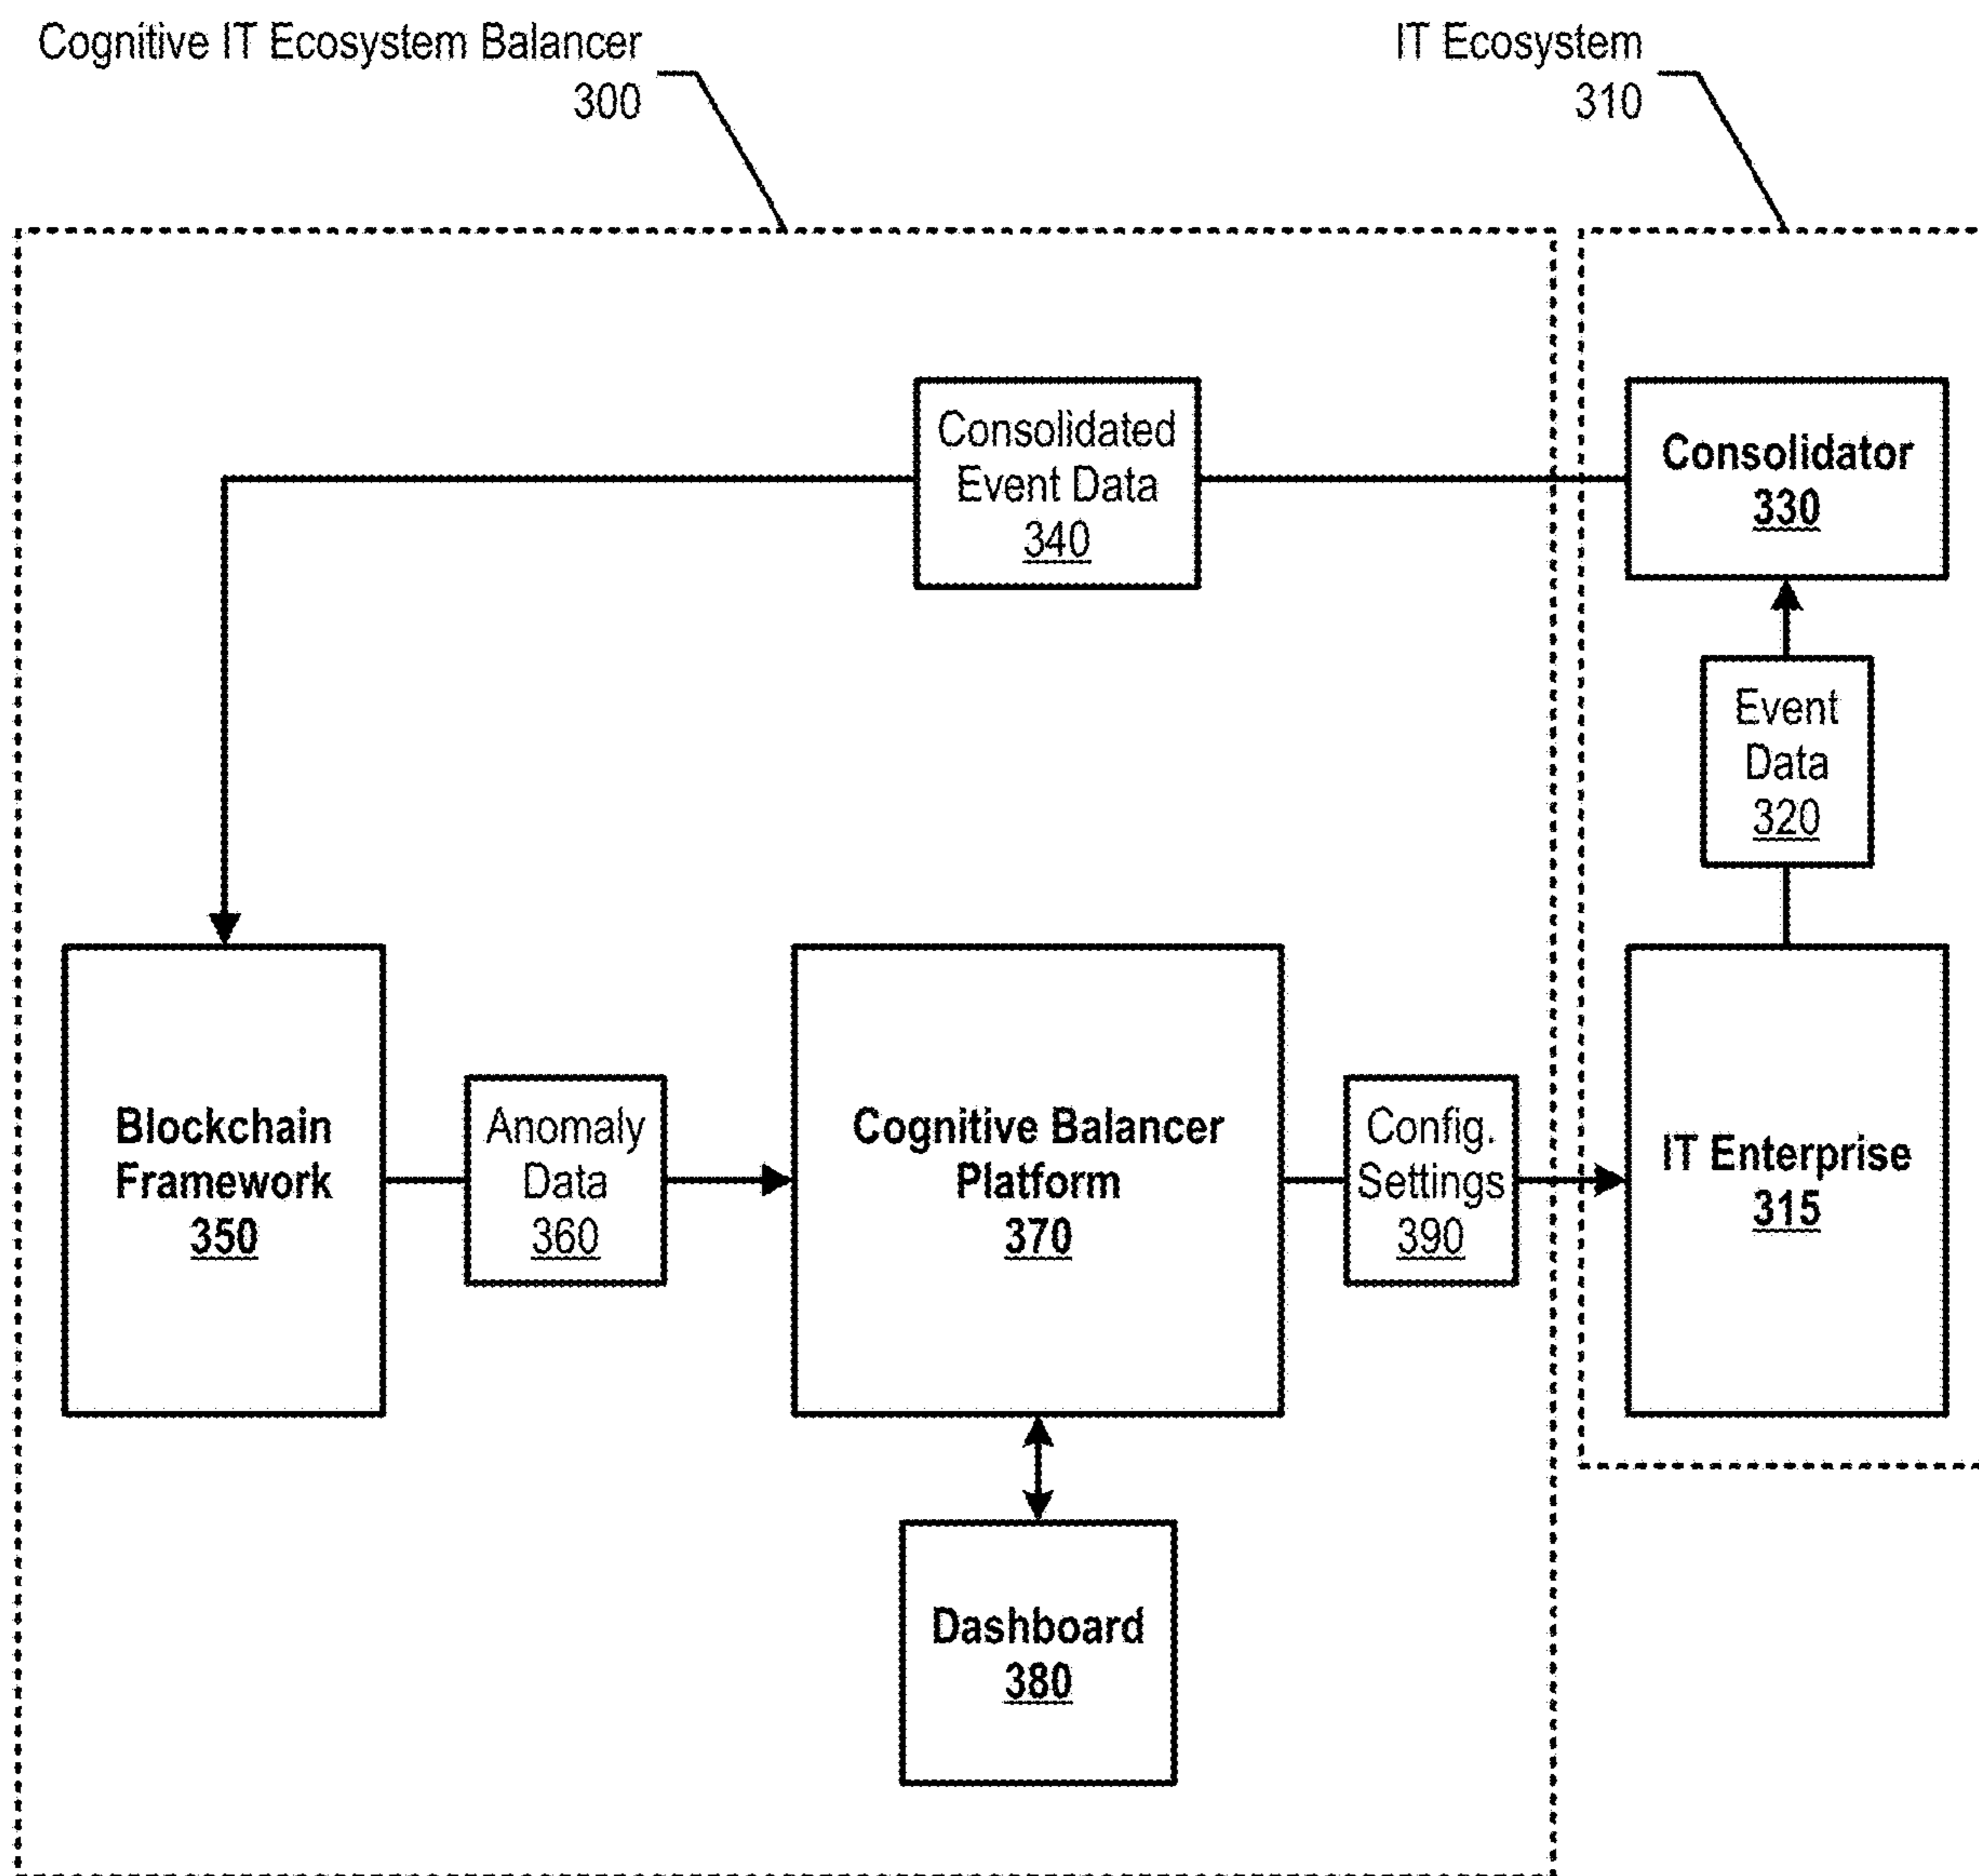 Cognitive IT Ecosystem Balancer
300
IT Ecosystem
310
Consolidated
Event Data
340
Consolidator
330
Event
Data
320
Blockchain
Framework
350
Anomaly
Data
360
Cognitive Balancer
Platform
370
Config.
Settings
390
IT Enterprise
315
Dashboard
380